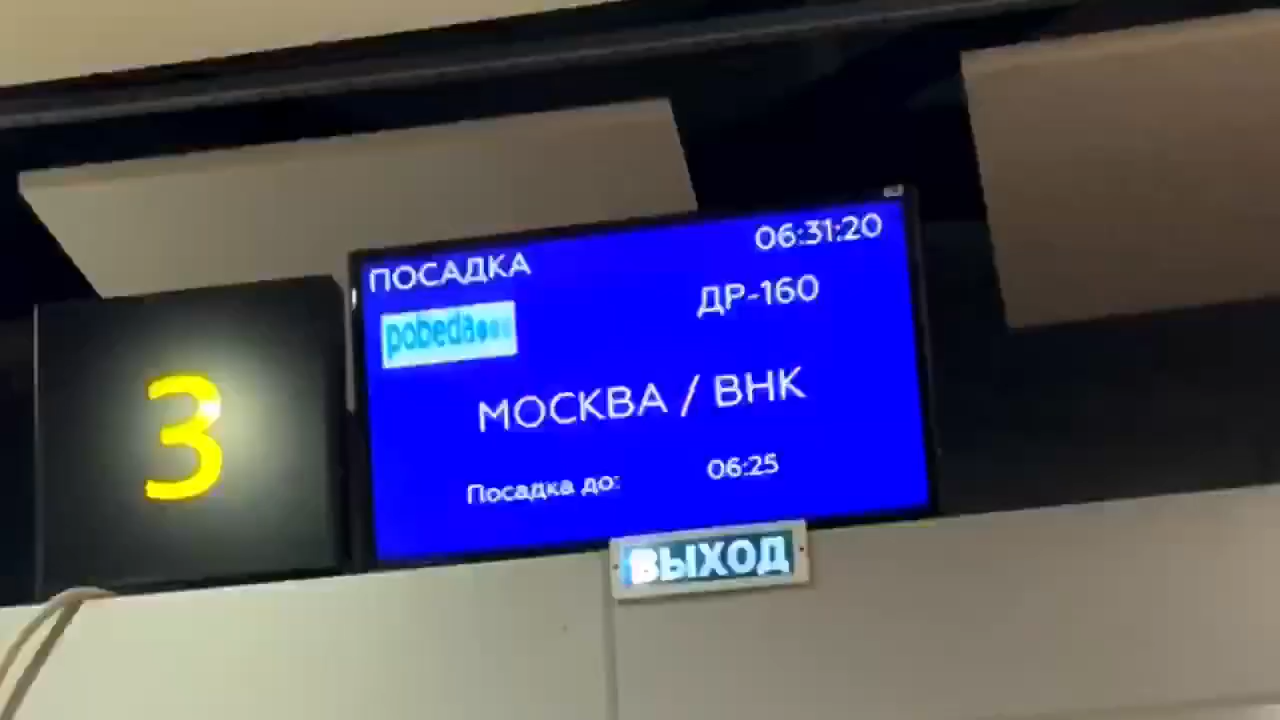 3
ПОСАДКА
06:31:20
pobeda
ДР-160
МОСКВА / ВНК
Посадка до:
06:25
ВЫХОД